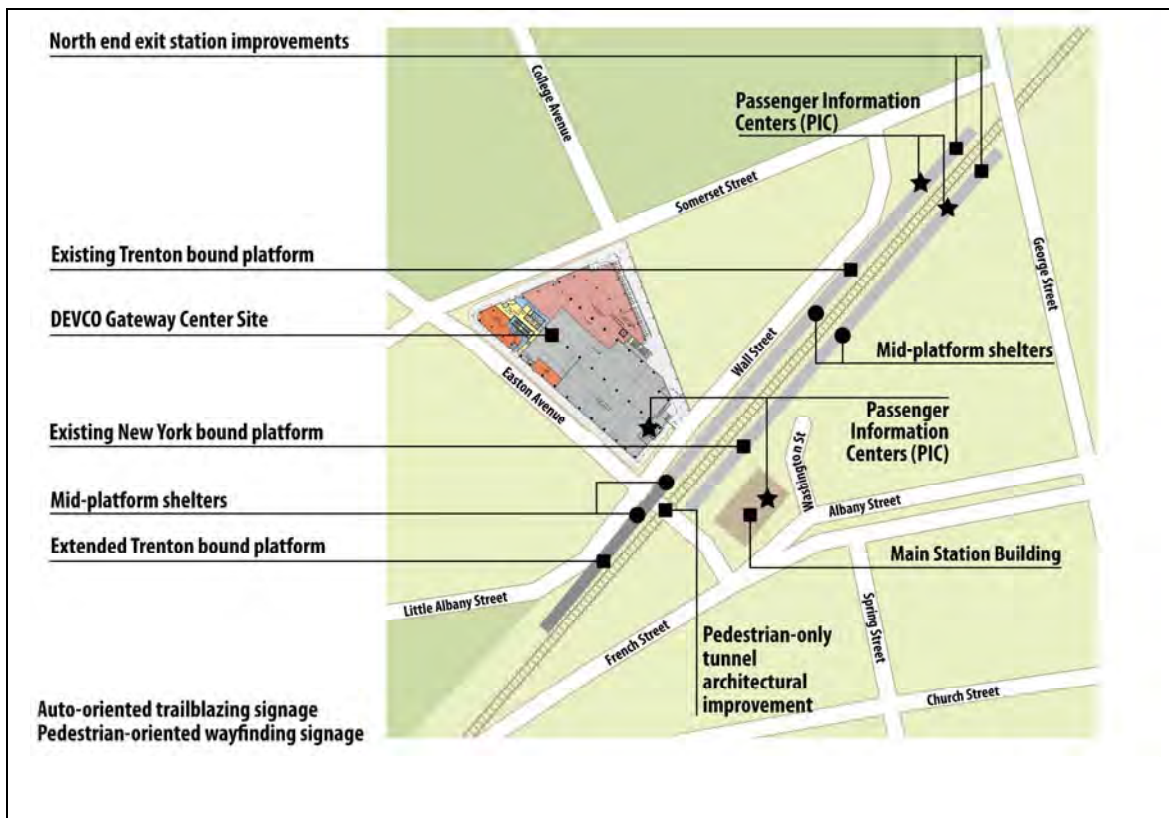 North end exit station improvements
College Avenue
Passenger Information
Centers (PIC)
Somerset Street
Existing Trenton bound platform
George Street
DEVCO Gateway Center Site
Wall Street
Mid-platform shelters
Easton Avenue
Existing New York bound platform
Passenger
Information
Centers (PIC)
Washington St
Mid-platform shelters
Albany Street
Extended Trenton bound platform
Main Station Building
Little Albany Street
French Street
Spring Street
Pedestrian-only
tunnel
architectural
improvement
Church Street
Auto-oriented trailblazing signage
Pedestrian-oriented wayfinding signage